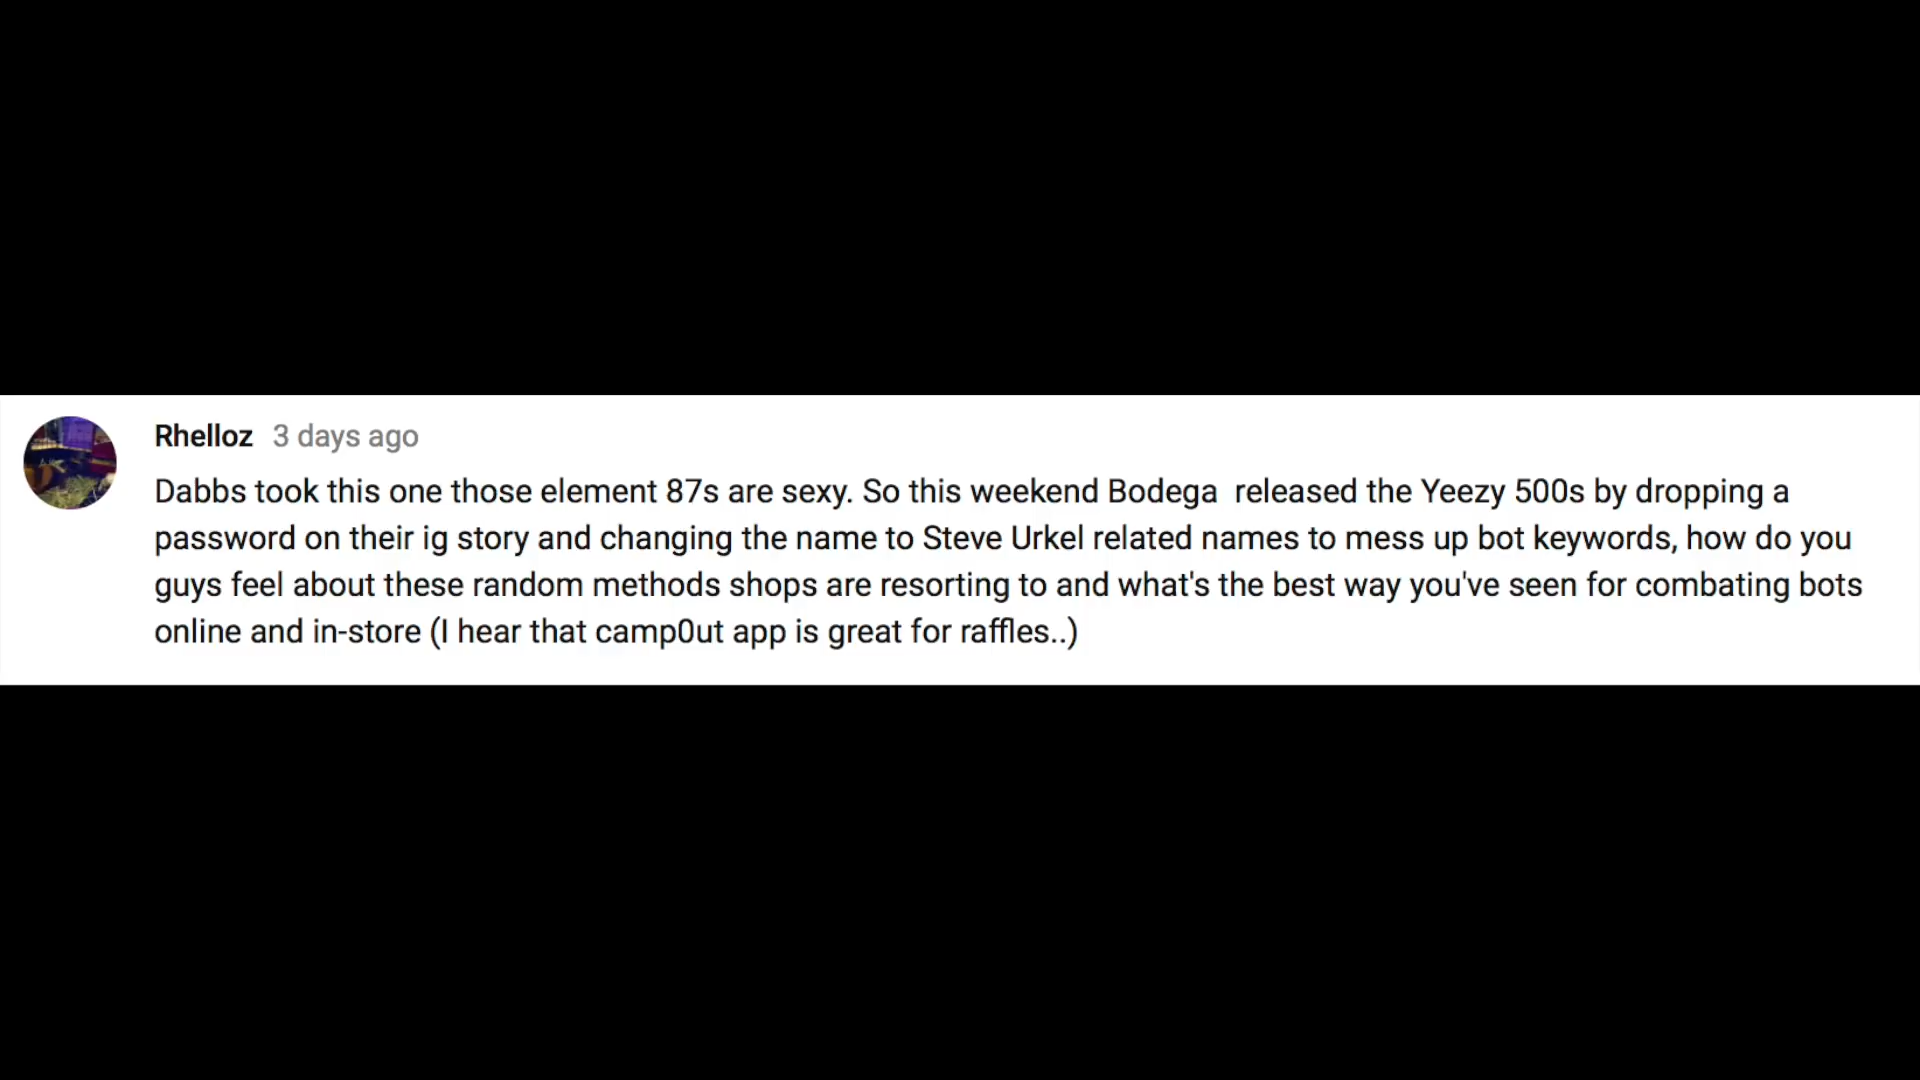 Rhelloz 3 days ago
Dabbs took this one those element 87s are sexy. So this weekend Bodega  released the Yeezy 500s by dropping a
password on their ig story and changing the name to Steve Urkel related names to mess up bot keywords, how do you
guys feel about these random methods shops are resorting to and what's the best way you've seen for combating bots
online and in-store (I hear that camp0ut app is great for raffles..)